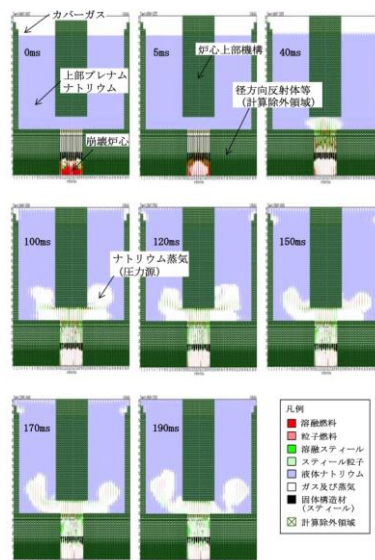 カバーガス
0ms
5ms
40ms
炉心上部機構
上部プレナム
ナトリウム
径方向反射体等
(計算除外領域)
崩壊炉心
100ms
120ms
150ms
ナトリウム蒸気
(圧力源)
170ms
190ms
凡例
溶融燃料
粒子燃料
溶融スティール
スティール粒子
液体ナトリウム
ガス及び蒸気
固体構造材
(スティール)
計算除外領域